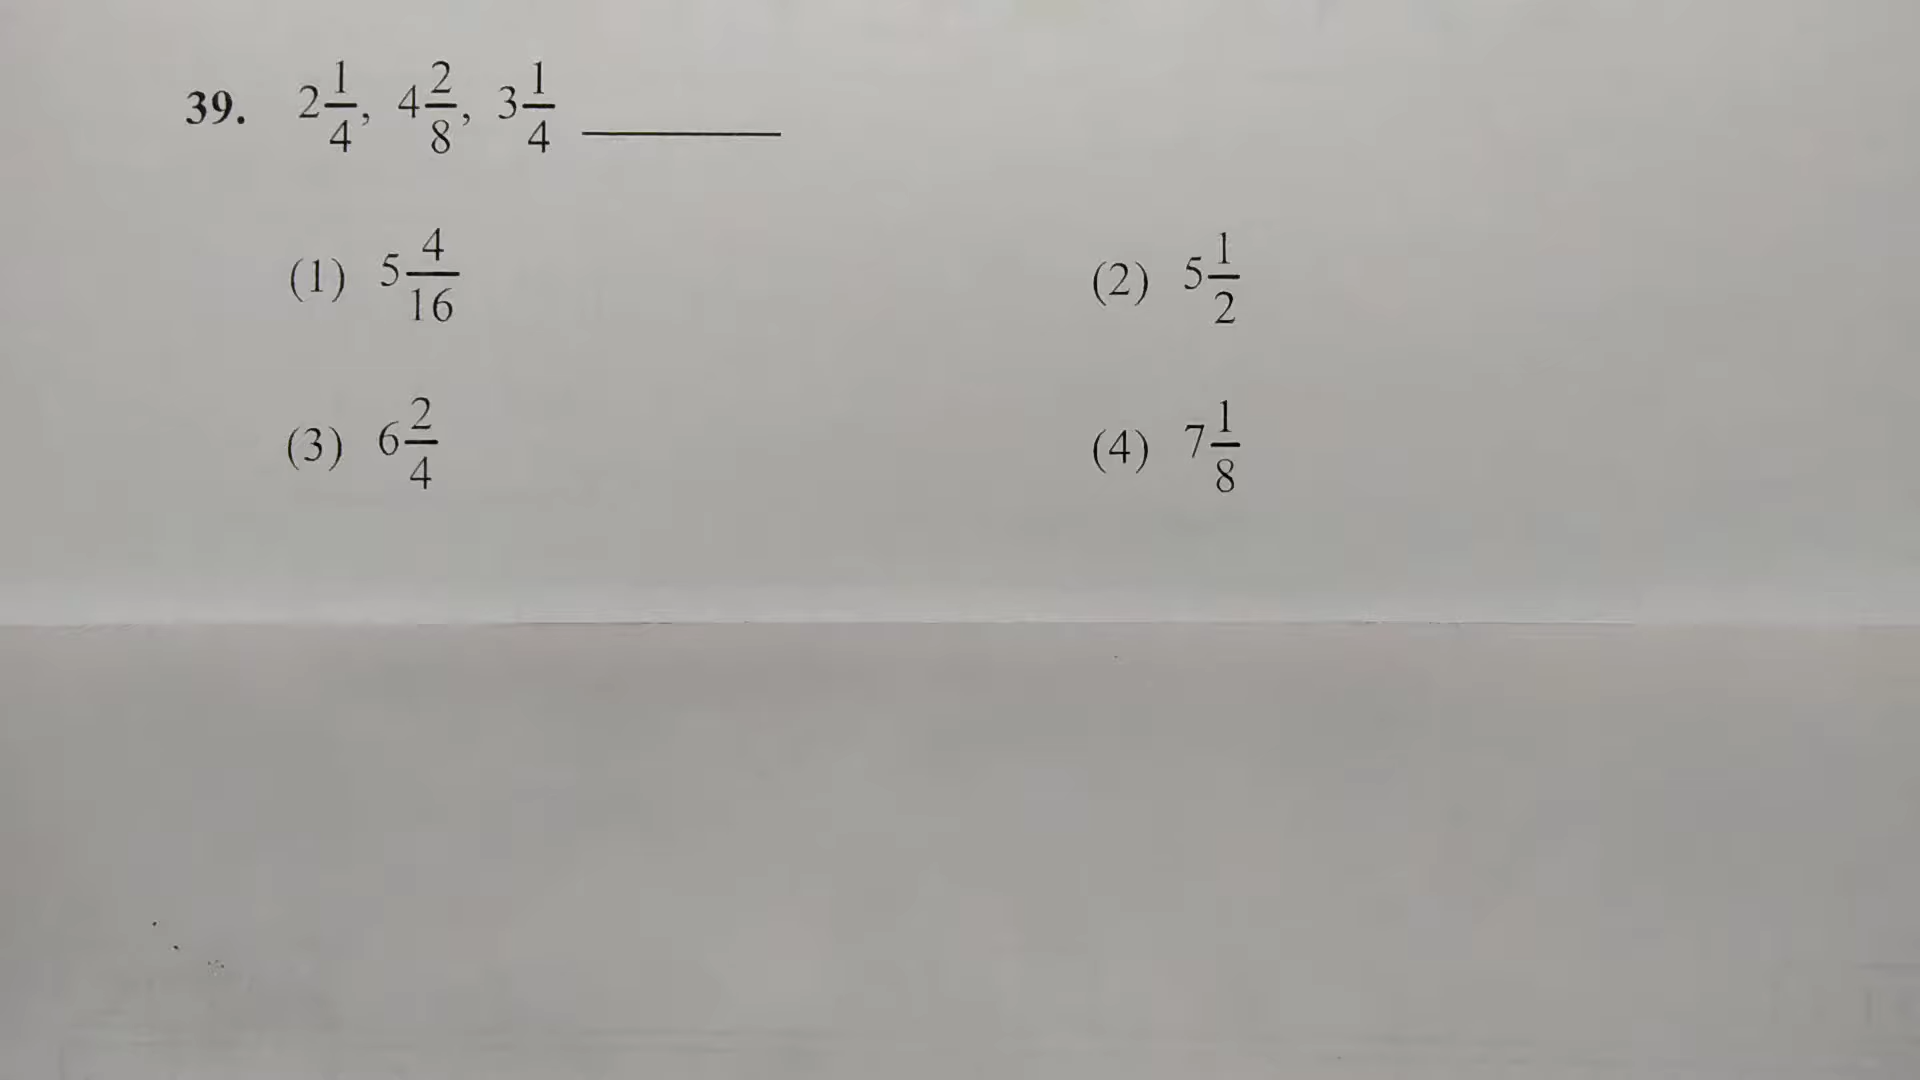 39. 2 1/4, 4 2/8, 3 1/4 ________
(1) 5 4/16 (2) 5 1/2
(3) 6 2/4 (4) 7 1/8